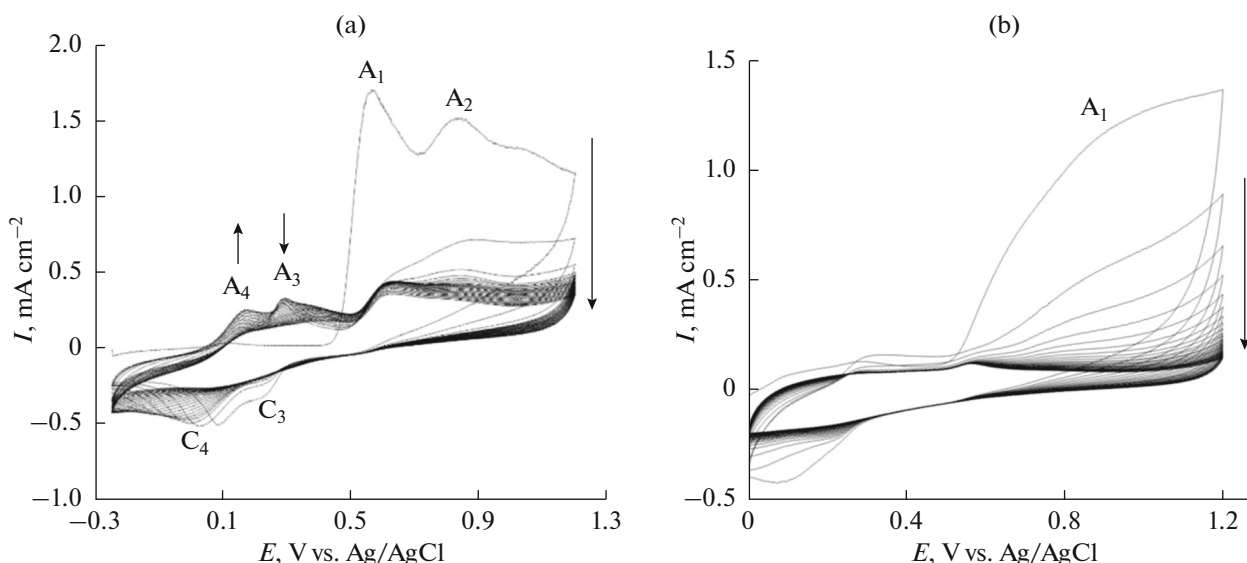 (a)
2.0
1.5
1.0
0.5
0
−0.5
−1.0
I, mA cm−2
A1
A2
A3
A4
C3
C4
−0.3
0.1
0.5
0.9
1.3
E, V vs. Ag/AgCl
(b)
1.5
1.0
0.5
0
−0.5
I, mA cm−2
A1
0
0.4
0.8
1.2
E, V vs. Ag/AgCl